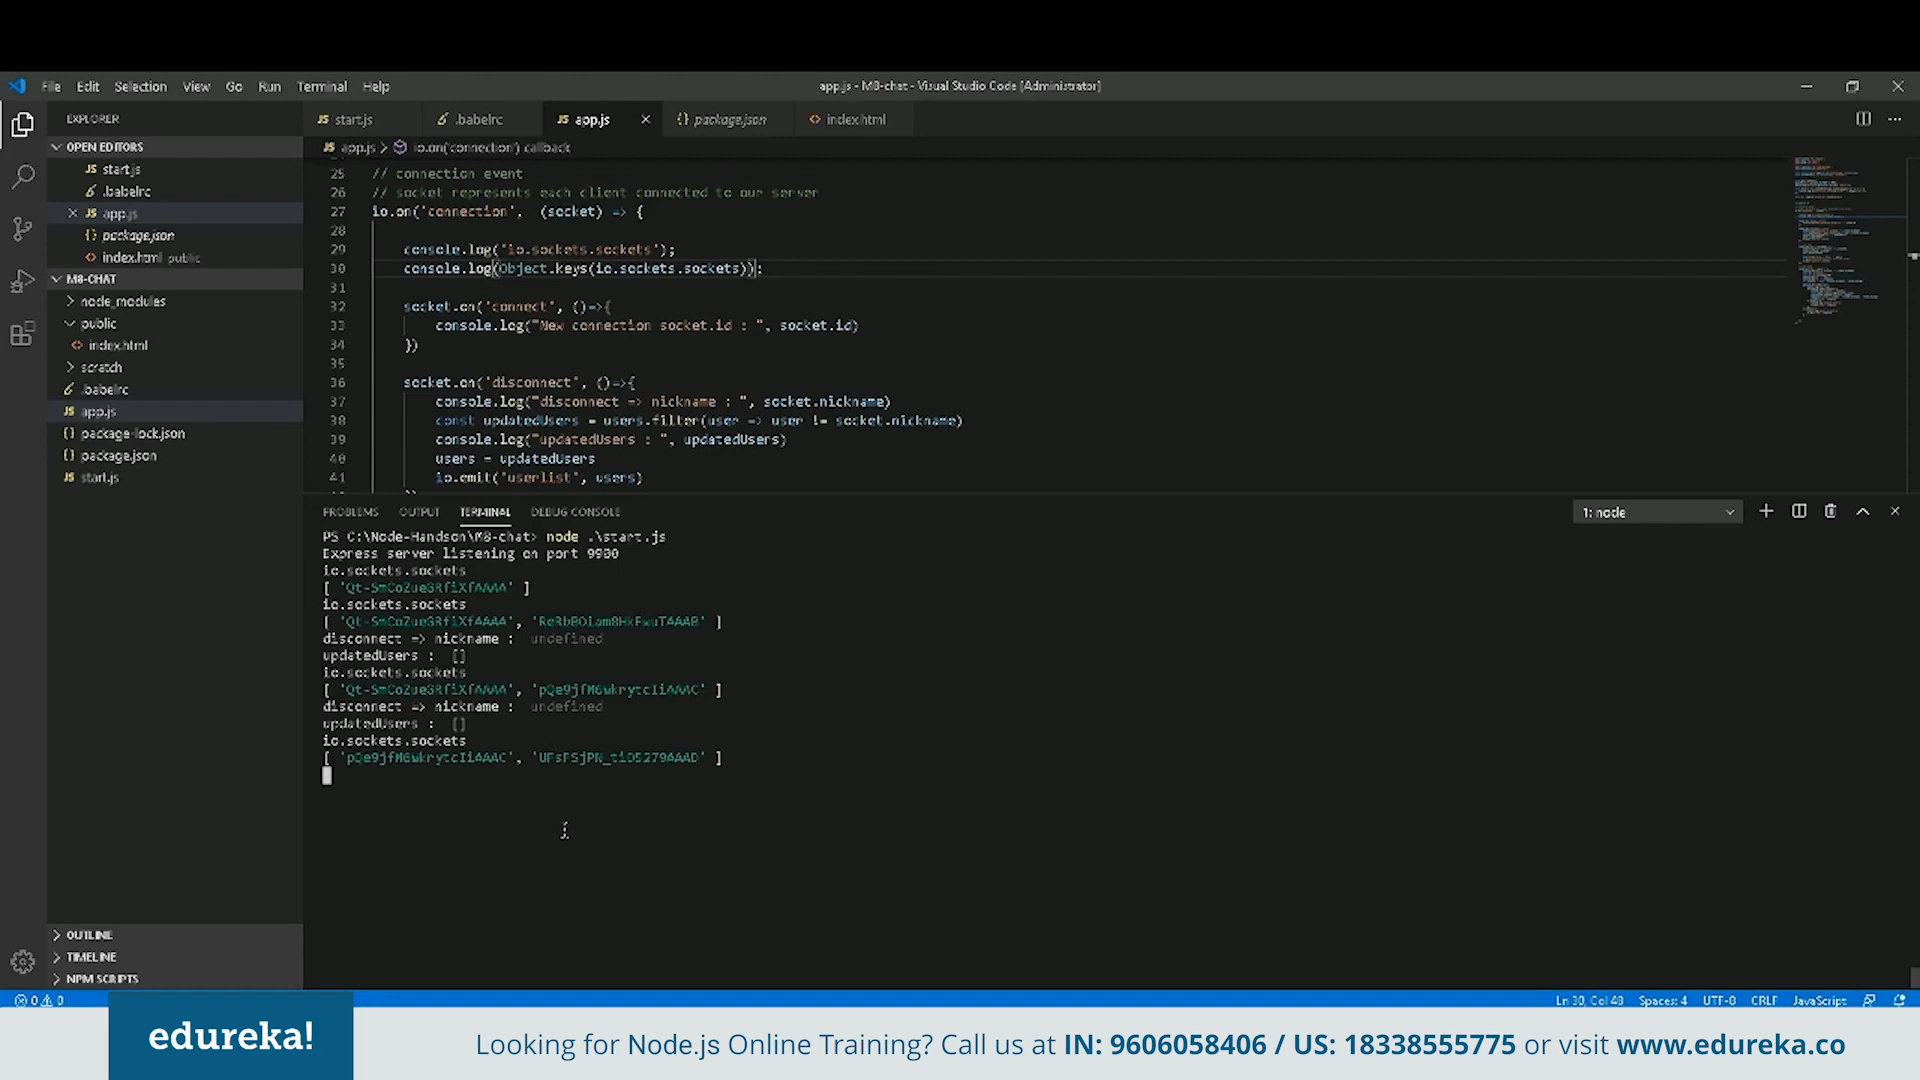 File Edit Selection View Go Run Terminal Help
app.js - M8-chat - Visual Studio Code [Administrator]
EXPLORER
OPEN EDITORS
start.js
.babelrc
app.js
package.json
index.html public
M8-CHAT
node_modules
public
index.html
scratch
.babelrc
app.js
package-lock.json
package.json
start.js
OUTLINE
TIMELINE
NPM SCRIPTS
start.js .babelrc app.js package.json index.html
app.js > io.on('connection') callback
25 // connection event
26 // socket represents each client connected to our server
27 io.on('connection', (socket) => {
28
29 console.log('io.sockets.sockets');
30 console.log(Object.keys(io.sockets.sockets));
31
32 socket.on('connect', ()=>{
33 console.log("New connection socket.id : ", socket.id)
34 })
35
36 socket.on('disconnect', ()=>{
37 console.log("disconnect => nickname : ", socket.nickname)
38 const updatedUsers = users.filter(user => user != socket.nickname)
39 console.log("updatedUsers : ", updatedUsers)
40 users = updatedUsers
41 io.emit('userlist', users)
PROBLEMS OUTPUT TERMINAL DEBUG CONSOLE
1: node
PS C:\Node-Handson\M8-chat> node .\start.js
Express server listening on port 9900
io.sockets.sockets
[ ' ' ]
io.sockets.sockets
[ ' ', ' ' ]
disconnect => nickname : undefined
updatedUsers : []
io.sockets.sockets
[ ' ', ' ' ]
disconnect => nickname : undefined
updatedUsers : []
io.sockets.sockets
[ ' ', ' ' ]
0 0
Ln 30, Col 48 Spaces: 4 UTF-8 CRLF JavaScript
edureka!
Looking for Node.js Online Training? Call us at IN: 9606058406 / US: 18338555775 or visit www.edureka.co